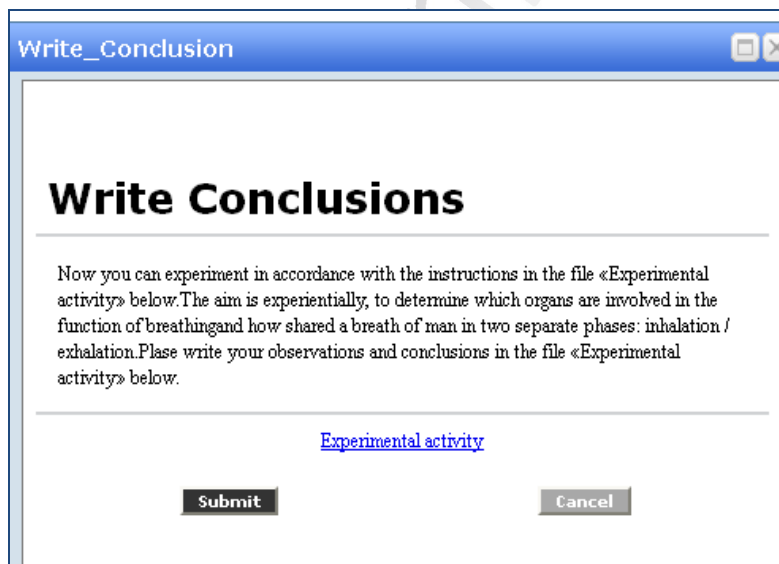 Write_Conclusion
Write Conclusions
Now you can experiment in accordance with the instructions in the file «Experimental
activity» below.The aim is experientially, to determine which organs are involved in the
function of breathingand how shared a breath of man in two separate phases: inhalation /
exhalation.Plase write your observations and conclusions in the file «Experimental
activity» below.
Experimental activity
Submit
Cancel